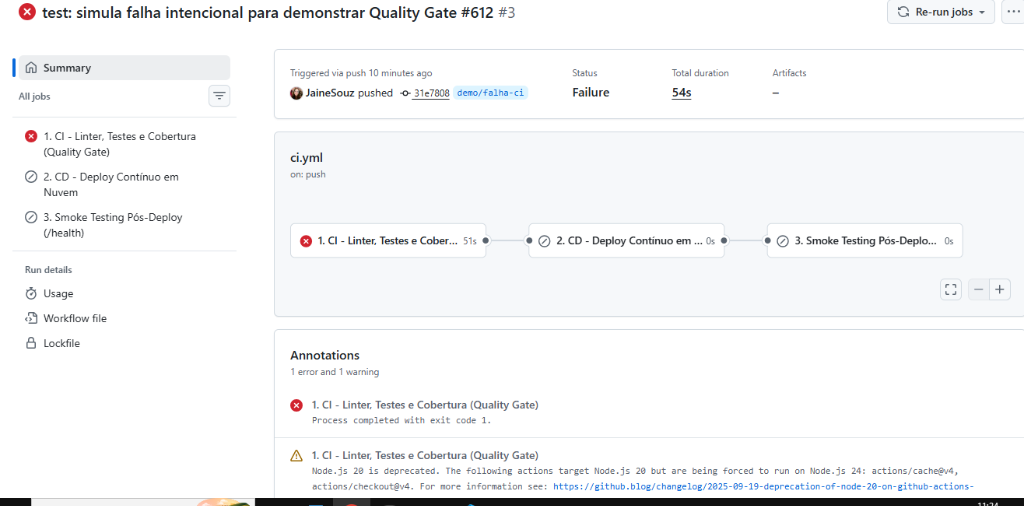 test: simula falha intencional para demonstrar Quality Gate #612 #3
Re-run jobs
Summary
All jobs
1. CI - Linter, Testes e Cobertura
(Quality Gate)
2. CD - Deploy Contínuo em
Nuvem
3. Smoke Testing Pós-Deploy
(/health)
Run details
Usage
Workflow file
Lockfile
Triggered via push 10 minutes ago
JaineSouz pushed 31e7808 demo/falha-ci
Status
Failure
Total duration
54s
Artifacts
–
ci.yml
on: push
1. CI - Linter, Testes e Cober... 51s
2. CD - Deploy Contínuo em ... 0s
3. Smoke Testing Pós-Deplo... 0s
Annotations
1 error and 1 warning
1. CI - Linter, Testes e Cobertura (Quality Gate)
Process completed with exit code 1.
1. CI - Linter, Testes e Cobertura (Quality Gate)
Node.js 20 is deprecated. The following actions target Node.js 20 but are being forced to run on Node.js 24: actions/cache@v4,
actions/checkout@v4. For more information see: https://github.blog/changelog/2025-09-19-deprecation-of-node-20-on-github-actions-